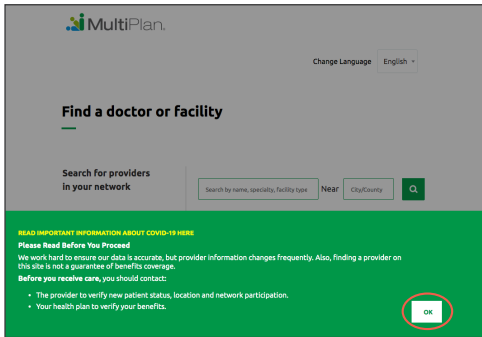 MultiPlan.
Change Language English
Find a doctor or facility
Search for providers
in your network
Search by name, specialty, facility type Near City/County
READ IMPORTANT INFORMATION ABOUT COVID-19 HERE
Please Read Before You Proceed
We work hard to ensure our data is accurate, but provider information changes frequently. Also, finding a provider on
this site is not a guarantee of benefits coverage.
Before you receive care, you should contact:
• The provider to verify new patient status, location and network participation.
• Your health plan to verify your benefits.
OK